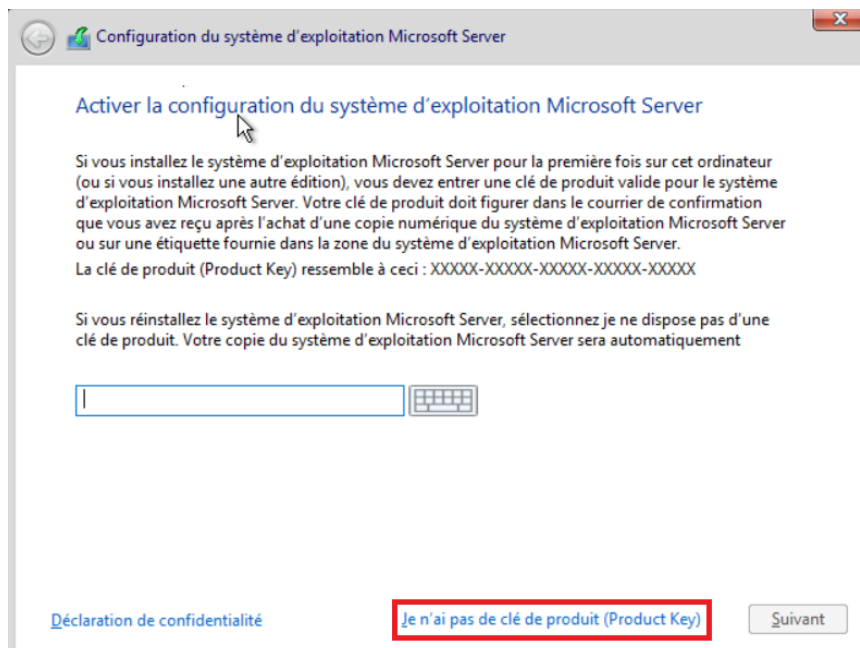 Configuration du système d'exploitation Microsoft Server
Activer la configuration du système d'exploitation Microsoft Server
Si vous installez le système d'exploitation Microsoft Server pour la première fois sur cet ordinateur
(ou si vous installez une autre édition), vous devez entrer une clé de produit valide pour le système
d'exploitation Microsoft Server. Votre clé de produit doit figurer dans le courrier de confirmation
que vous avez reçu après l'achat d'une copie numérique du système d'exploitation Microsoft Server
ou sur une étiquette fournie dans la zone du système d'exploitation Microsoft Server.
La clé de produit (Product Key) ressemble à ceci : XXXXX-XXXXX-XXXXX-XXXXX-XXXXX
Si vous réinstallez le système d'exploitation Microsoft Server, sélectionnez je ne dispose pas d'une
clé de produit. Votre copie du système d'exploitation Microsoft Server sera automatiquement
Déclaration de confidentialité
Je n'ai pas de clé de produit (Product Key)
Suivant